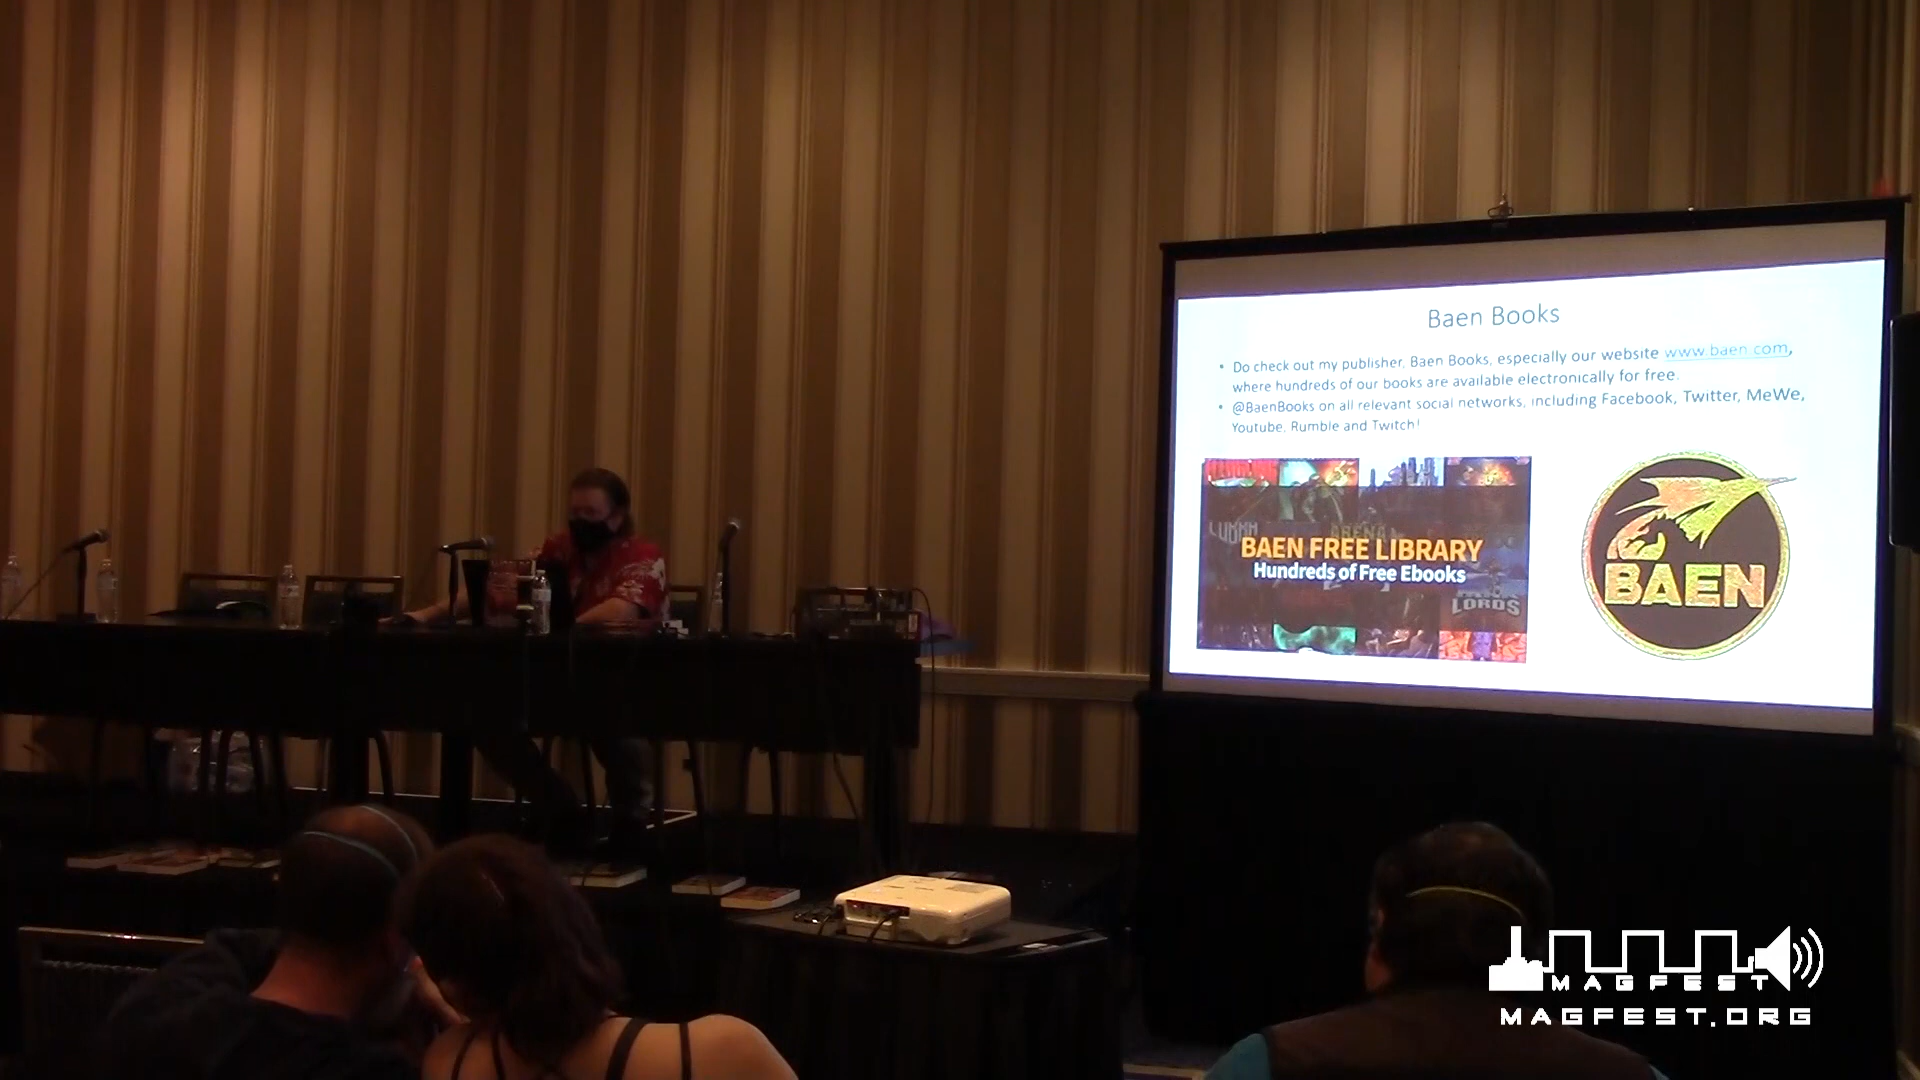 Baen Books
• Do check out my publisher, Baen Books, especially our website www.baen.com,
where hundreds of our books are available electronically for free.
• @BaenBooks on all relevant social networks, including Facebook, Twitter, MeWe,
Youtube, Rumble and Twitch!
ARENA
BAEN FREE LIBRARY
Hundreds of Free Ebooks
LORDS
BAEN
MAGFEST
MAGFEST.ORG